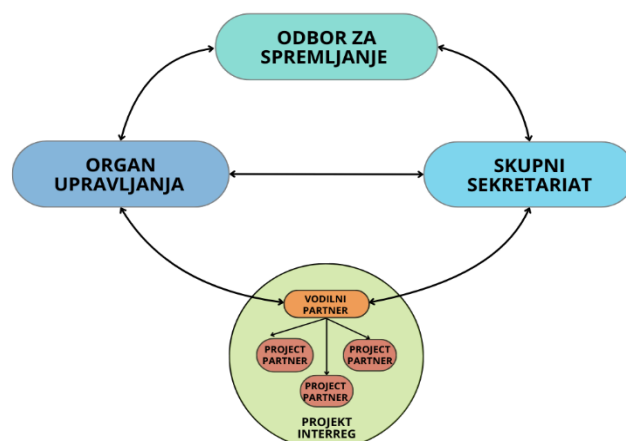 ODBOR ZA
SPREMLJANJE
ORGAN
UPRAVLJANJA
SKUPNI
SEKRETARIAT
VODILNI
PARTNER
PROJECT
PARTNER
PROJECT
PARTNER
PROJECT
PARTNER
PROJEKT
INTERREG